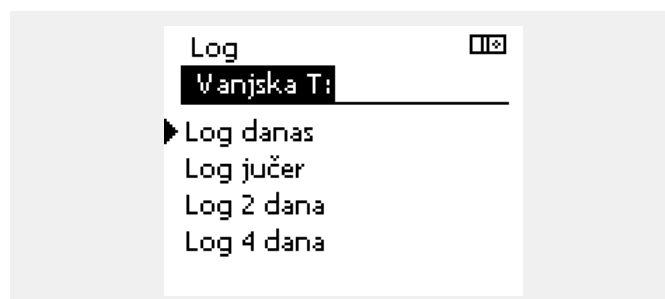 Log
Vanjska T:
Log danas
Log jučer
Log 2 dana
Log 4 dana